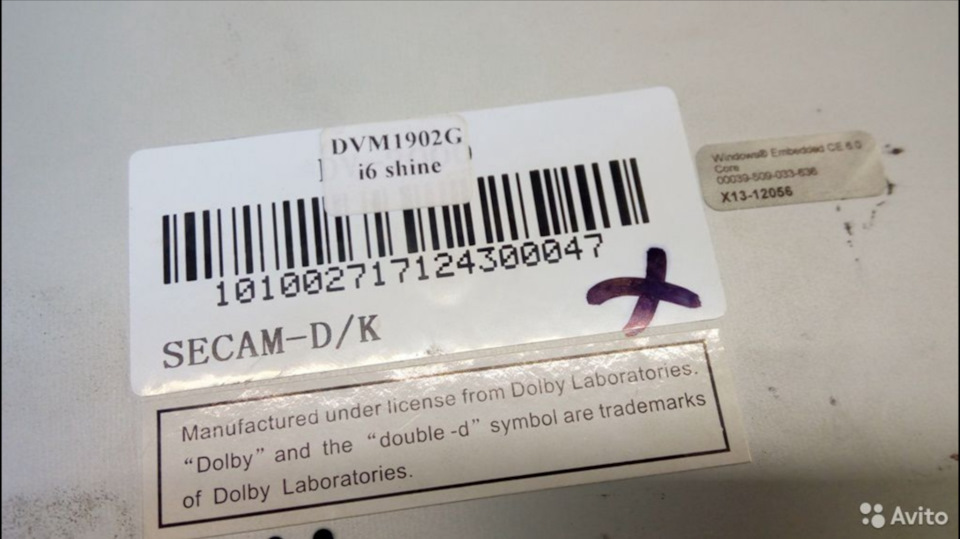 DVM1902G
i6 shine
101002717124300047
SECAM-D/K
Windows® Embedded CE 6.0
Core
00039-509-033-636
X13-12056
Manufactured under license from Dolby Laboratories.
“Dolby” and the “double -d” symbol are trademarks
of Dolby Laboratories.
Avito